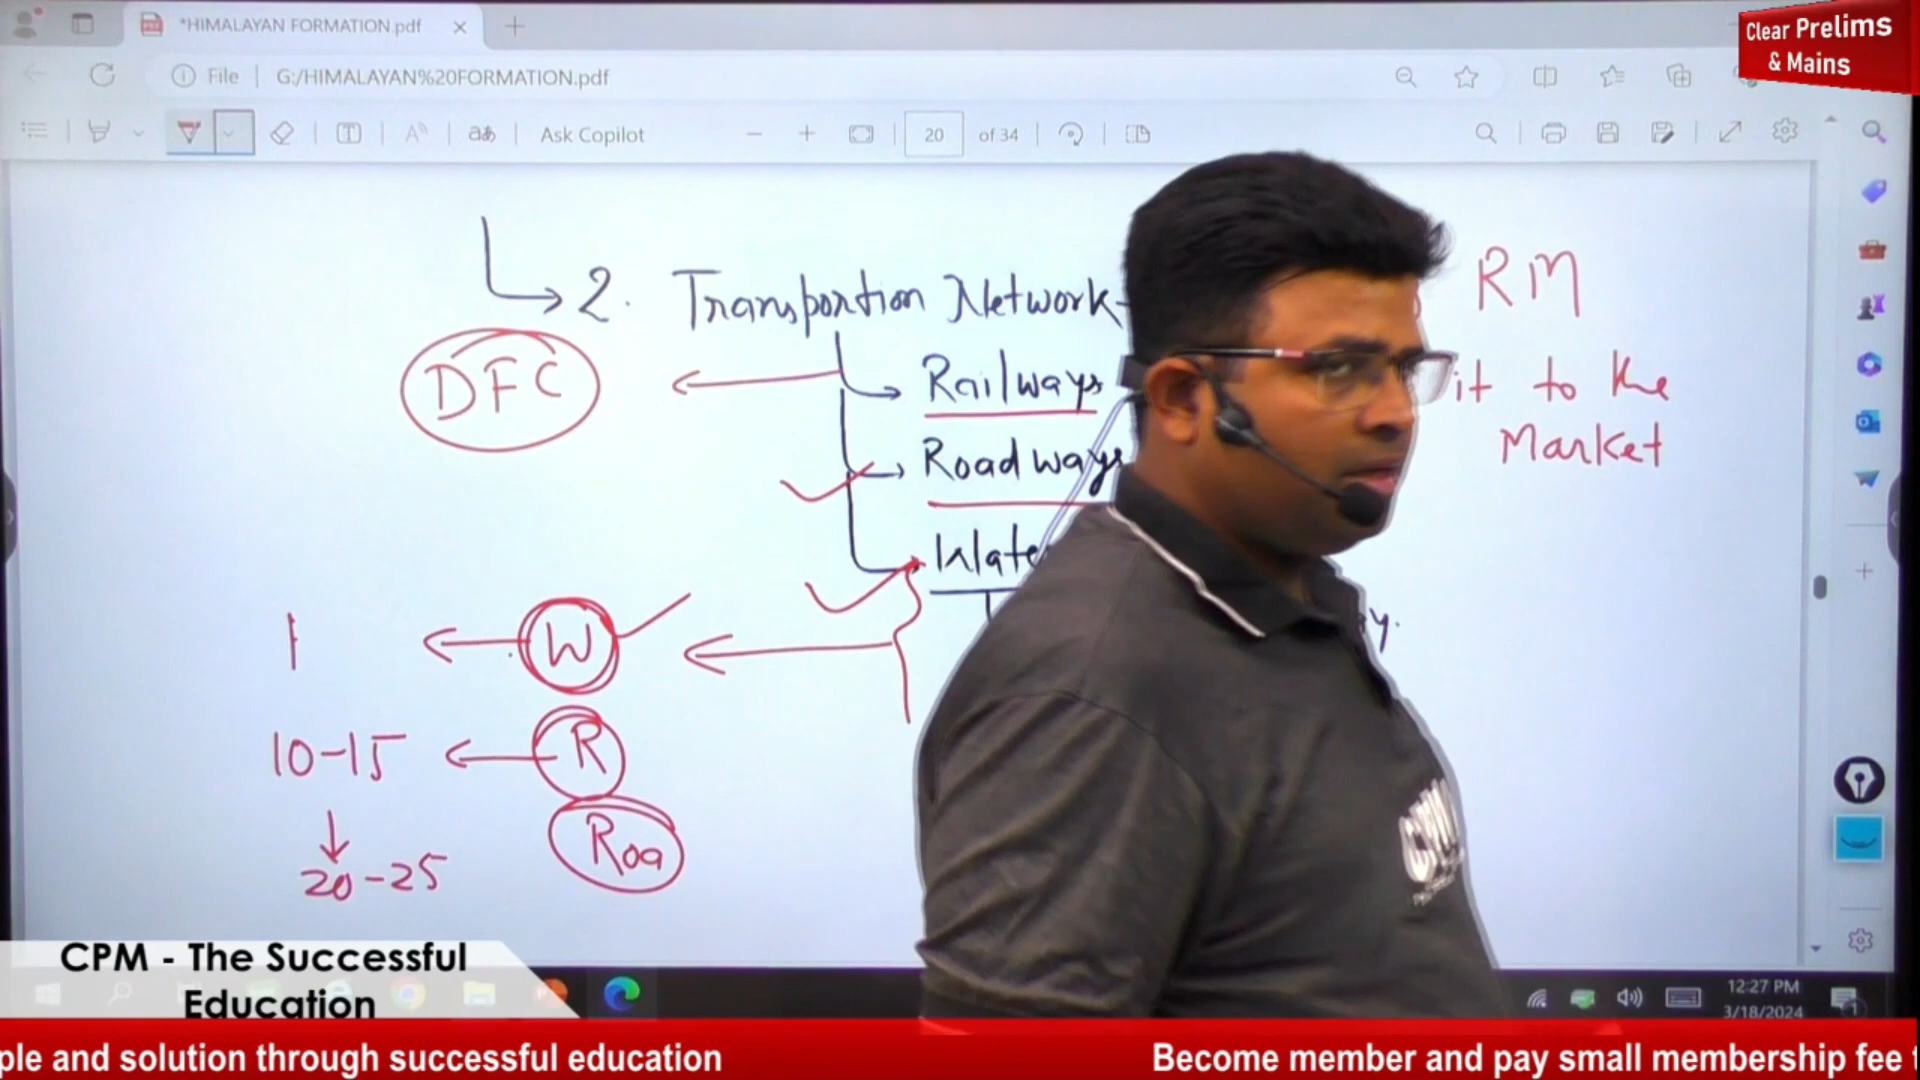 *HIMALAYAN FORMATION.pdf
Clear Prelims
& Mains
File
G:/HIMALAYAN%20FORMATION.pdf
Ask Copilot
20 of 34
2. Transportion Network
RM
DFC
Railways
it to the
Market
Roadways
Wate
y.
1
W
10-15
R
20-25
Roa
CPM - The Successful
Education
12:27 PM
3/18/2024
ple and solution through successful education
Become member and pay small membership fee